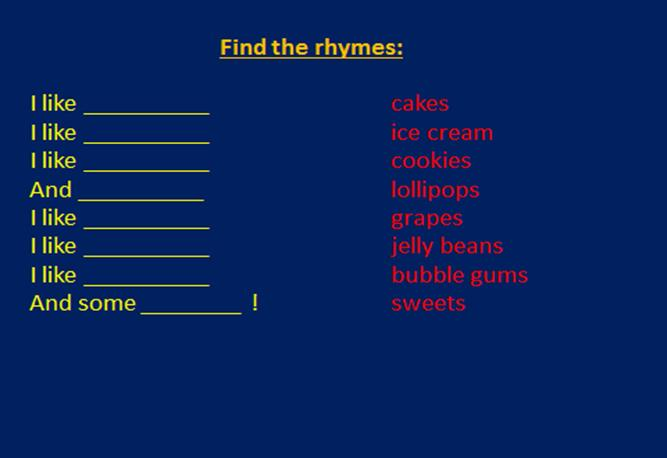 Find the rhymes:
I like ___________ cakes
I like ___________ ice cream
I like ___________ cookies
And ___________ lollipops
I like ___________ grapes
I like ___________ jelly beans
I like ___________ bubble gums
And some _________ ! sweets